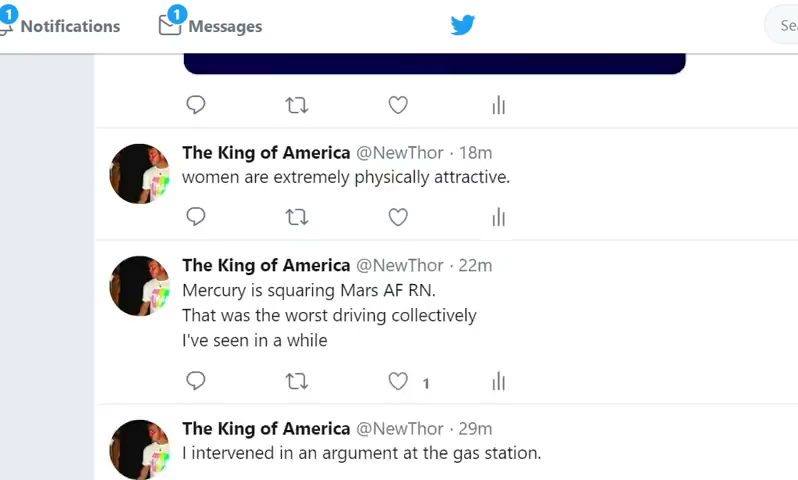 1
Notifications
1
Messages
The King of America @NewThor · 18m
women are extremely physically attractive.
The King of America @NewThor · 22m
Mercury is squaring Mars AF RN.
That was the worst driving collectively
I've seen in a while
1
The King of America @NewThor · 29m
I intervened in an argument at the gas station.